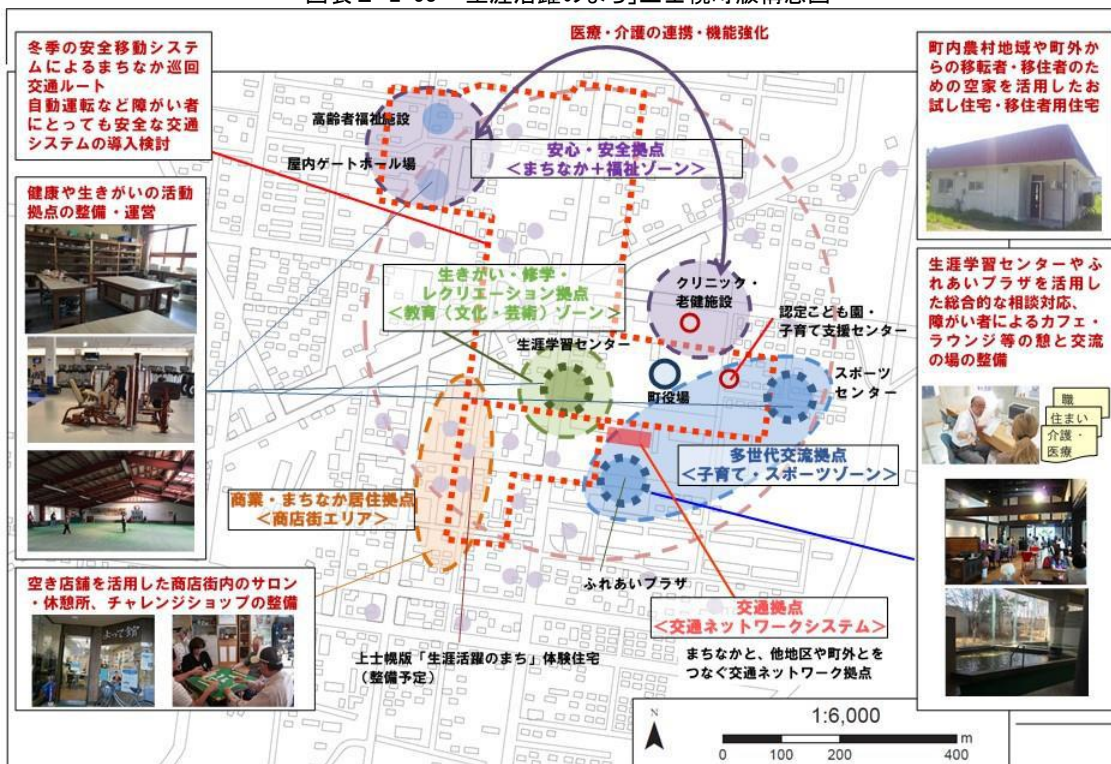 「生涯活躍のまち」上士幌町版構想図
医療・介護の連携・機能強化
冬季の安全移動システ
ムによるまちなか巡回
交通ルート
自動運転など障がい者
にとっても安全な交通
システムの導入検討
健康や生きがいの活動
拠点の整備・運営
空き店舗を活用した商店街内のサロン
・休憩所、チャレンジショップの整備
高齢者福祉施設
屋内ゲートボール場
安心・安全拠点
<まちなか+福祉ゾーン>
生きがい・修学・
レクリエーション拠点
<教育（文化・芸術）ゾーン>
生涯学習センター
クリニック・
老健施設
認定こども園・
子育て支援センター
町役場
スポーツ
センター
多世代交流拠点
<子育て・スポーツゾーン>
商業・まちなか居住拠点
<商店街エリア>
ふれあいプラザ
交通拠点
<交通ネットワークシステム>
まちなかと、他地区や町外とを
つなぐ交通ネットワーク拠点
上士幌版「生涯活躍のまち」体験住宅
（整備予定）
町内農村地域や町外か
らの移転者・移住者のた
めの空家を活用したお
試し住宅・移住者用住宅
生涯学習センターやふ
れあいプラザを活用し
た総合的な相談対応、
障がい者によるカフェ・
ラウンジ等の憩と交流
の場の整備
職
住まい
介護・
医療
N
1:6,000
m
0 100 200 400